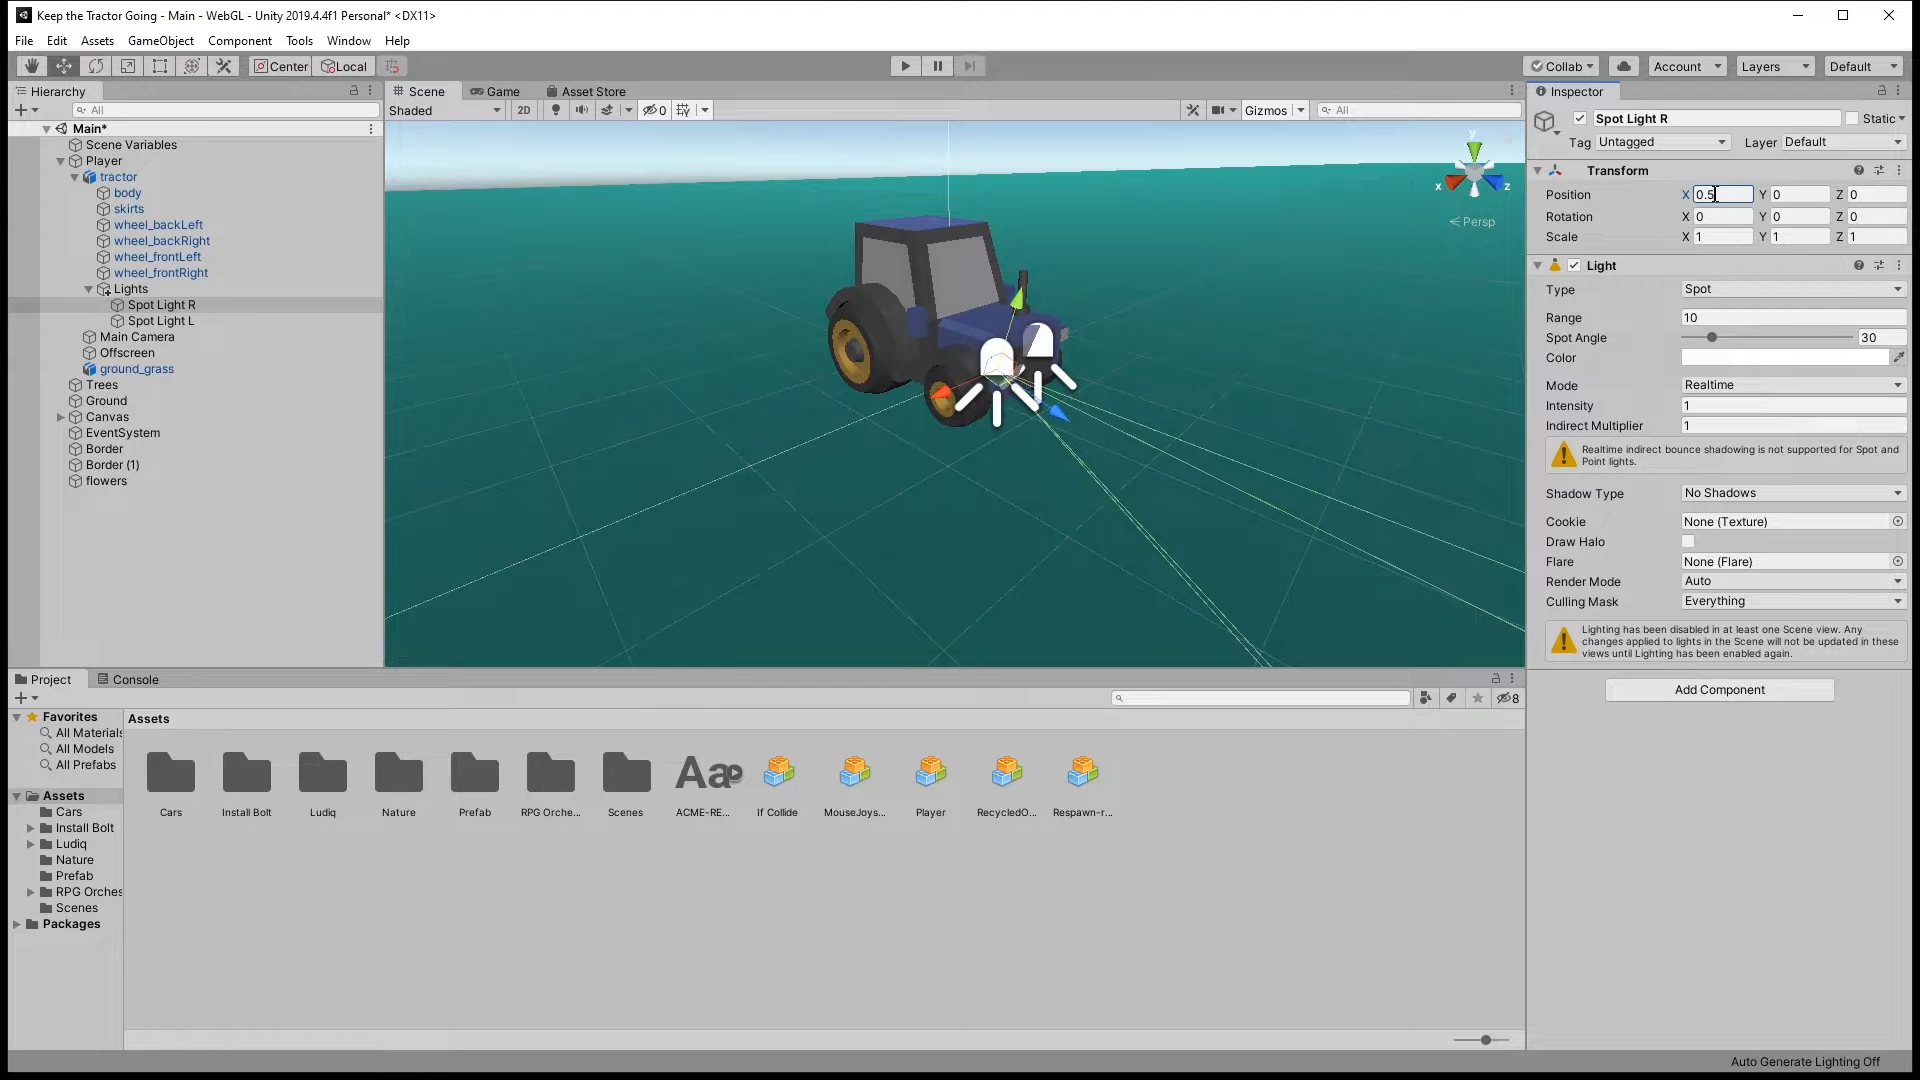 Keep the Tractor Going - Main - WebGL - Unity 2019.4.4f1 Personal* <DX11>
File Edit Assets GameObject Component Tools Window Help
Center Local Collab Account Layers Default
Hierarchy
All
Main*
Scene Variables
Player
tractor
body
skirts
wheel_backLeft
wheel_backRight
wheel_frontLeft
wheel_frontRight
Lights
Spot Light R
Spot Light L
Main Camera
Offscreen
ground_grass
Trees
Ground
Canvas
EventSystem
Border
Border (1)
flowers
Scene Game Asset Store
Shaded 2D 0 Gizmos All
y
x z
Persp
Inspector
Spot Light R Static
Tag Untagged Layer Default
Transform
Position X 0.5 Y 0 Z 0
Rotation X 0 Y 0 Z 0
Scale X 1 Y 1 Z 1
Light
Type Spot
Range 10
Spot Angle 30
Color
Mode Realtime
Intensity 1
Indirect Multiplier 1
Realtime indirect bounce shadowing is not supported for Spot and
Point lights.
Shadow Type No Shadows
Cookie None (Texture)
Draw Halo
Flare None (Flare)
Render Mode Auto
Culling Mask Everything
Lighting has been disabled in at least one Scene view. Any
changes applied to lights in the Scene will not be updated in these
views until Lighting has been enabled again.
Add Component
Project Console
8
Favorites
All Materials
All Models
All Prefabs
Assets
Cars
Install Bolt
Ludiq
Nature
Prefab
RPG Orches
Scenes
Packages
Assets
Aa
Cars Install Bolt Ludiq Nature Prefab RPG Orche... Scenes ACME-RE... If Collide MouseJoys... Player RecycledO... Respawn-r...
Auto Generate Lighting Off